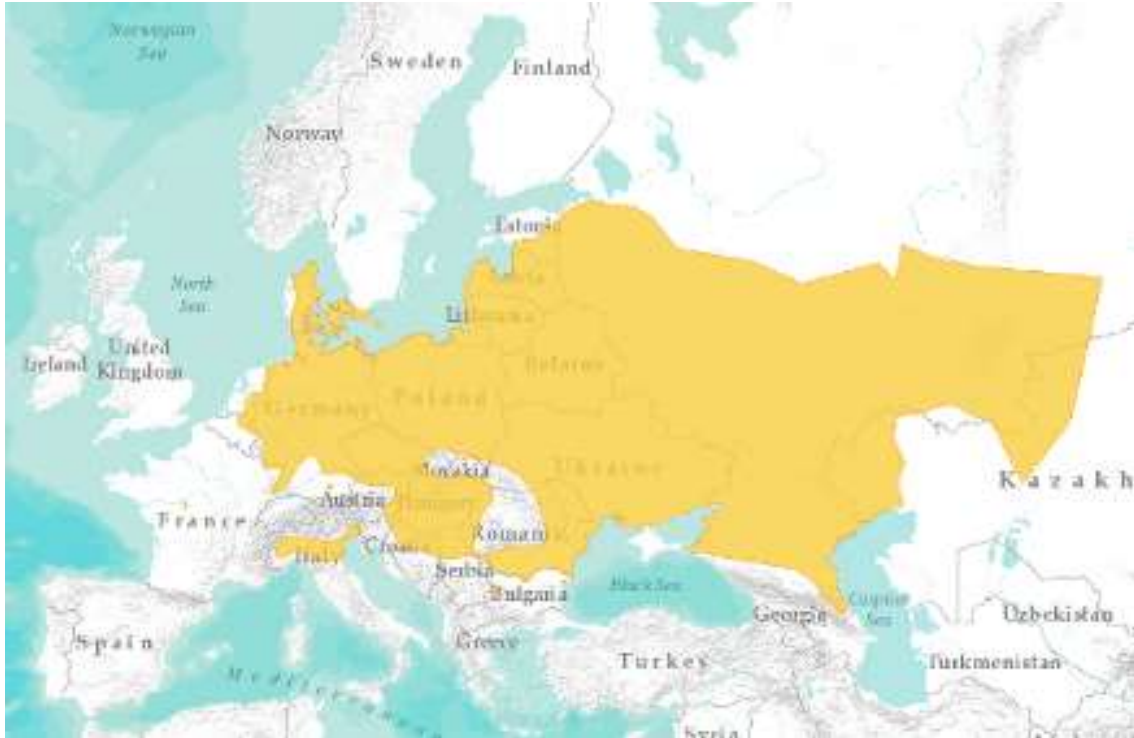 Norwegian
Sea
Sweden
Finland
Norway
Estonia
North
Sea
Lithuania
United
Kingdom
Ireland
Belarus
Germany
Poland
Ukraine
Slovakia
Kazakh
Austria
Hungary
France
Romania
Italy
Croatia
Serbia
Bulgaria
Black Sea
Georgia
Caspian
Sea
Uzbekistan
Spain
Greece
Turkey
Turkmenistan
Syria